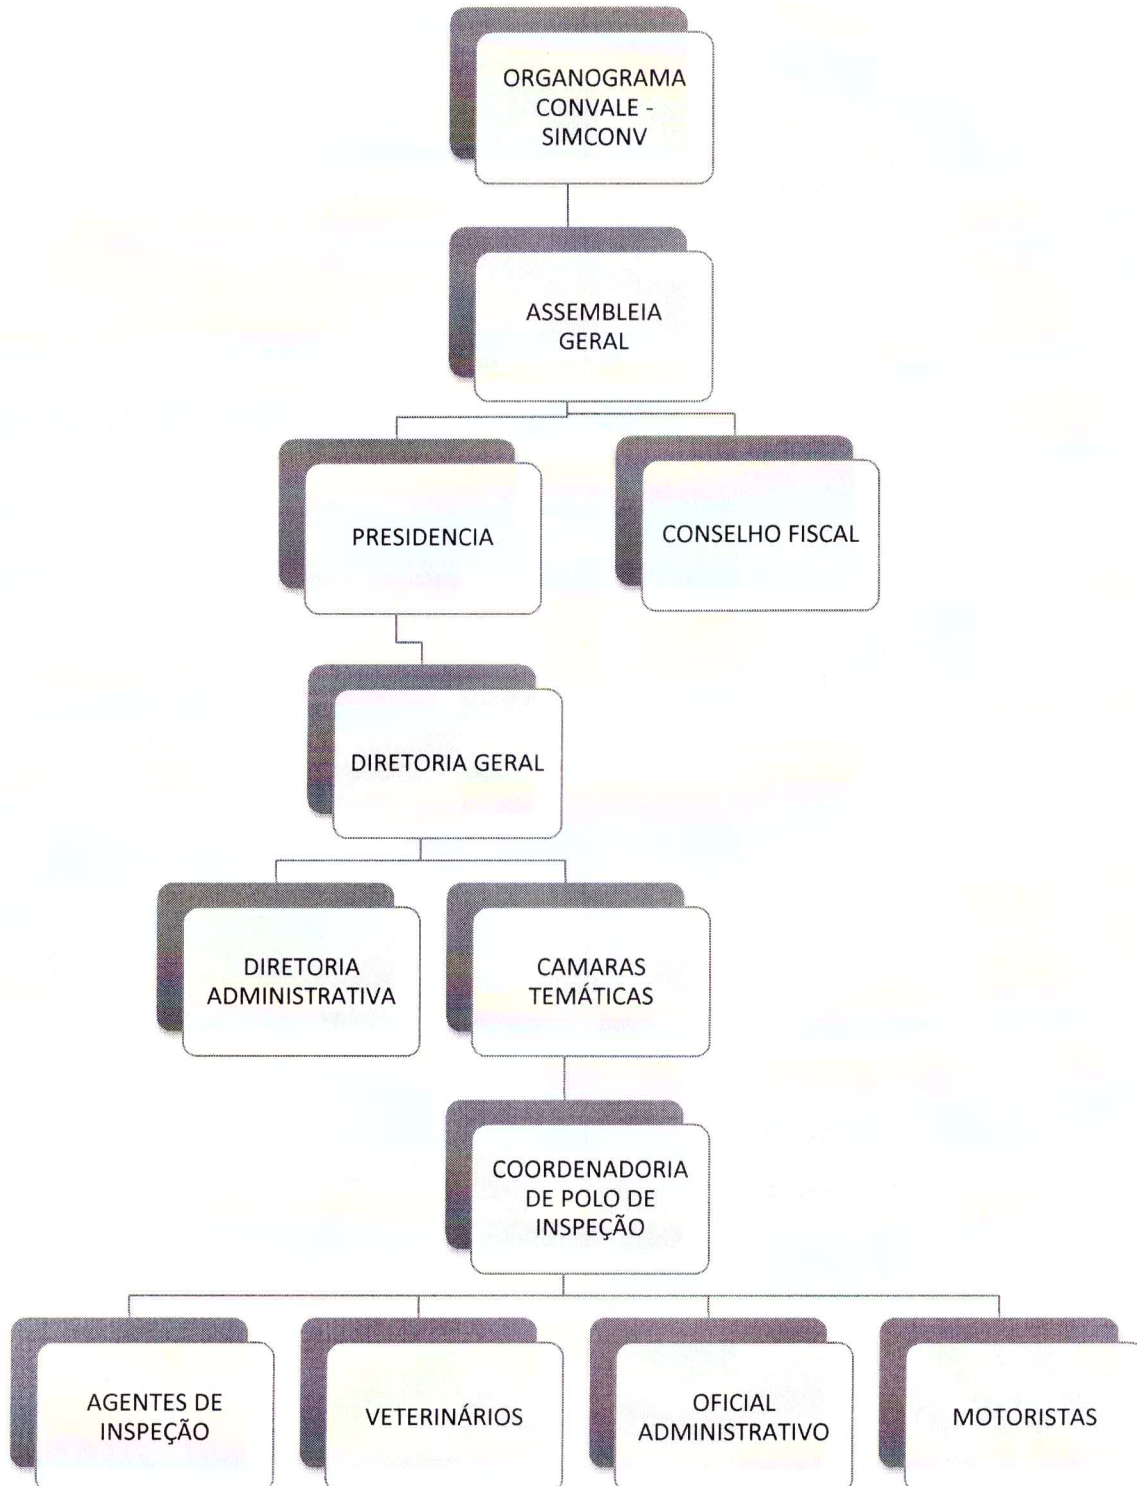 ORGANOGRAMA
CONVALE -
SIMCONV
ASSEMBLEIA
GERAL
PRESIDENCIA
CONSELHO FISCAL
DIRETORIA GERAL
DIRETORIA
ADMINISTRATIVA
CAMARAS
TEMÁTICAS
COORDENADORIA
DE POLO DE
INSPEÇÃO
AGENTES DE
INSPEÇÃO
VETERINÁRIOS
OFICIAL
ADMINISTRATIVO
MOTORISTAS